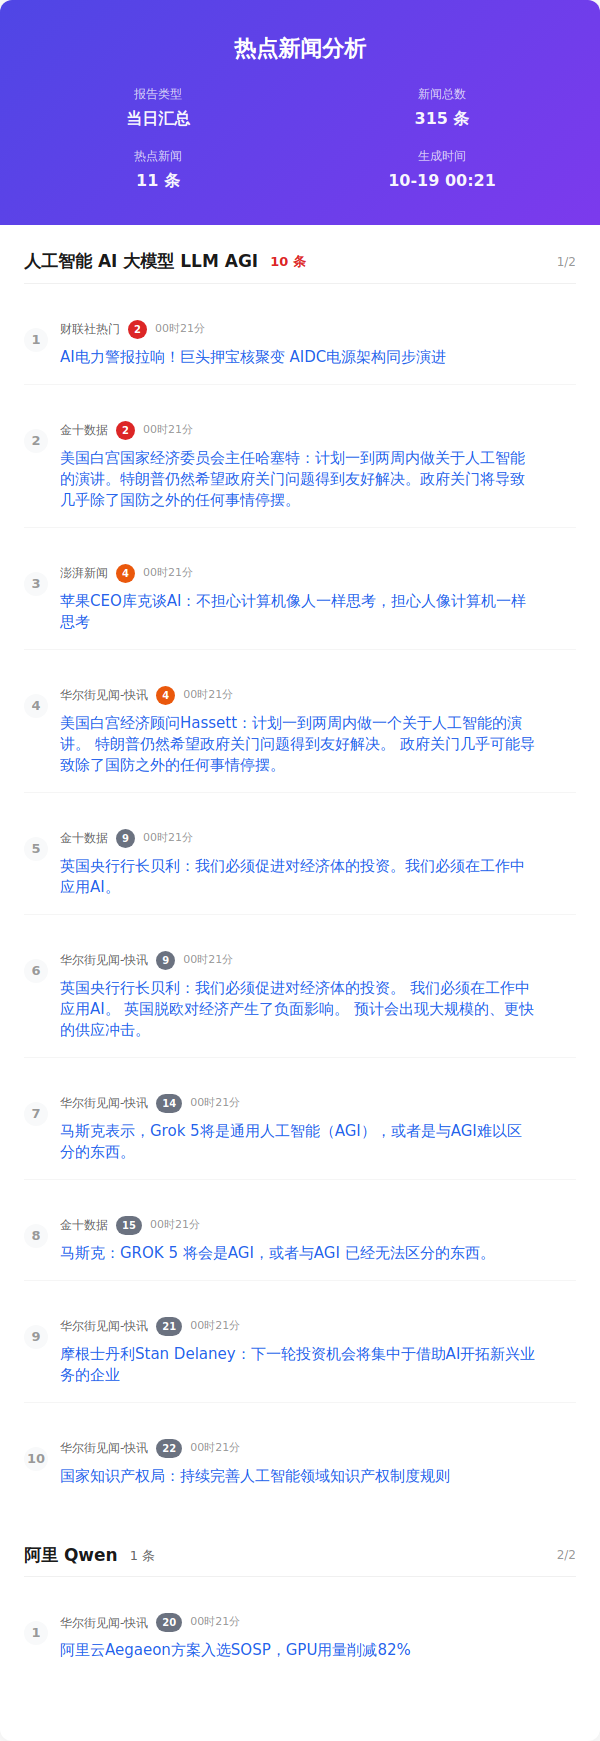 热点新闻分析
报告类型
新闻总数
当日汇总
315 条
热点新闻
生成时间
11 条
10-19 00:21
人工智能 AI 大模型 LLM AGI 10 条 1/2
1
财联社热门 2 00时21分
AI电力警报拉响！巨头押宝核聚变 AIDC电源架构同步演进
2
金十数据 2 00时21分
美国白宫国家经济委员会主任哈塞特：计划一到两周内做关于人工智能
的演讲。特朗普仍然希望政府关门问题得到友好解决。政府关门将导致
几乎除了国防之外的任何事情停摆。
3
澎湃新闻 4 00时21分
苹果CEO库克谈AI：不担心计算机像人一样思考，担心人像计算机一样
思考
4
华尔街见闻-快讯 4 00时21分
美国白宫经济顾问Hassett：计划一到两周内做一个关于人工智能的演
讲。 特朗普仍然希望政府关门问题得到友好解决。 政府关门几乎可能导
致除了国防之外的任何事情停摆。
5
金十数据 9 00时21分
英国央行行长贝利：我们必须促进对经济体的投资。我们必须在工作中
应用AI。
6
华尔街见闻-快讯 9 00时21分
英国央行行长贝利：我们必须促进对经济体的投资。 我们必须在工作中
应用AI。 英国脱欧对经济产生了负面影响。 预计会出现大规模的、更快
的供应冲击。
7
华尔街见闻-快讯 14 00时21分
马斯克表示，Grok 5将是通用人工智能（AGI），或者是与AGI难以区
分的东西。
8
金十数据 15 00时21分
马斯克：GROK 5 将会是AGI，或者与AGI 已经无法区分的东西。
9
华尔街见闻-快讯 21 00时21分
摩根士丹利Stan Delaney：下一轮投资机会将集中于借助AI开拓新兴业
务的企业
10
华尔街见闻-快讯 22 00时21分
国家知识产权局：持续完善人工智能领域知识产权制度规则
阿里 Qwen 1 条 2/2
1
华尔街见闻-快讯 20 00时21分
阿里云Aegaeon方案入选SOSP，GPU用量削减82%